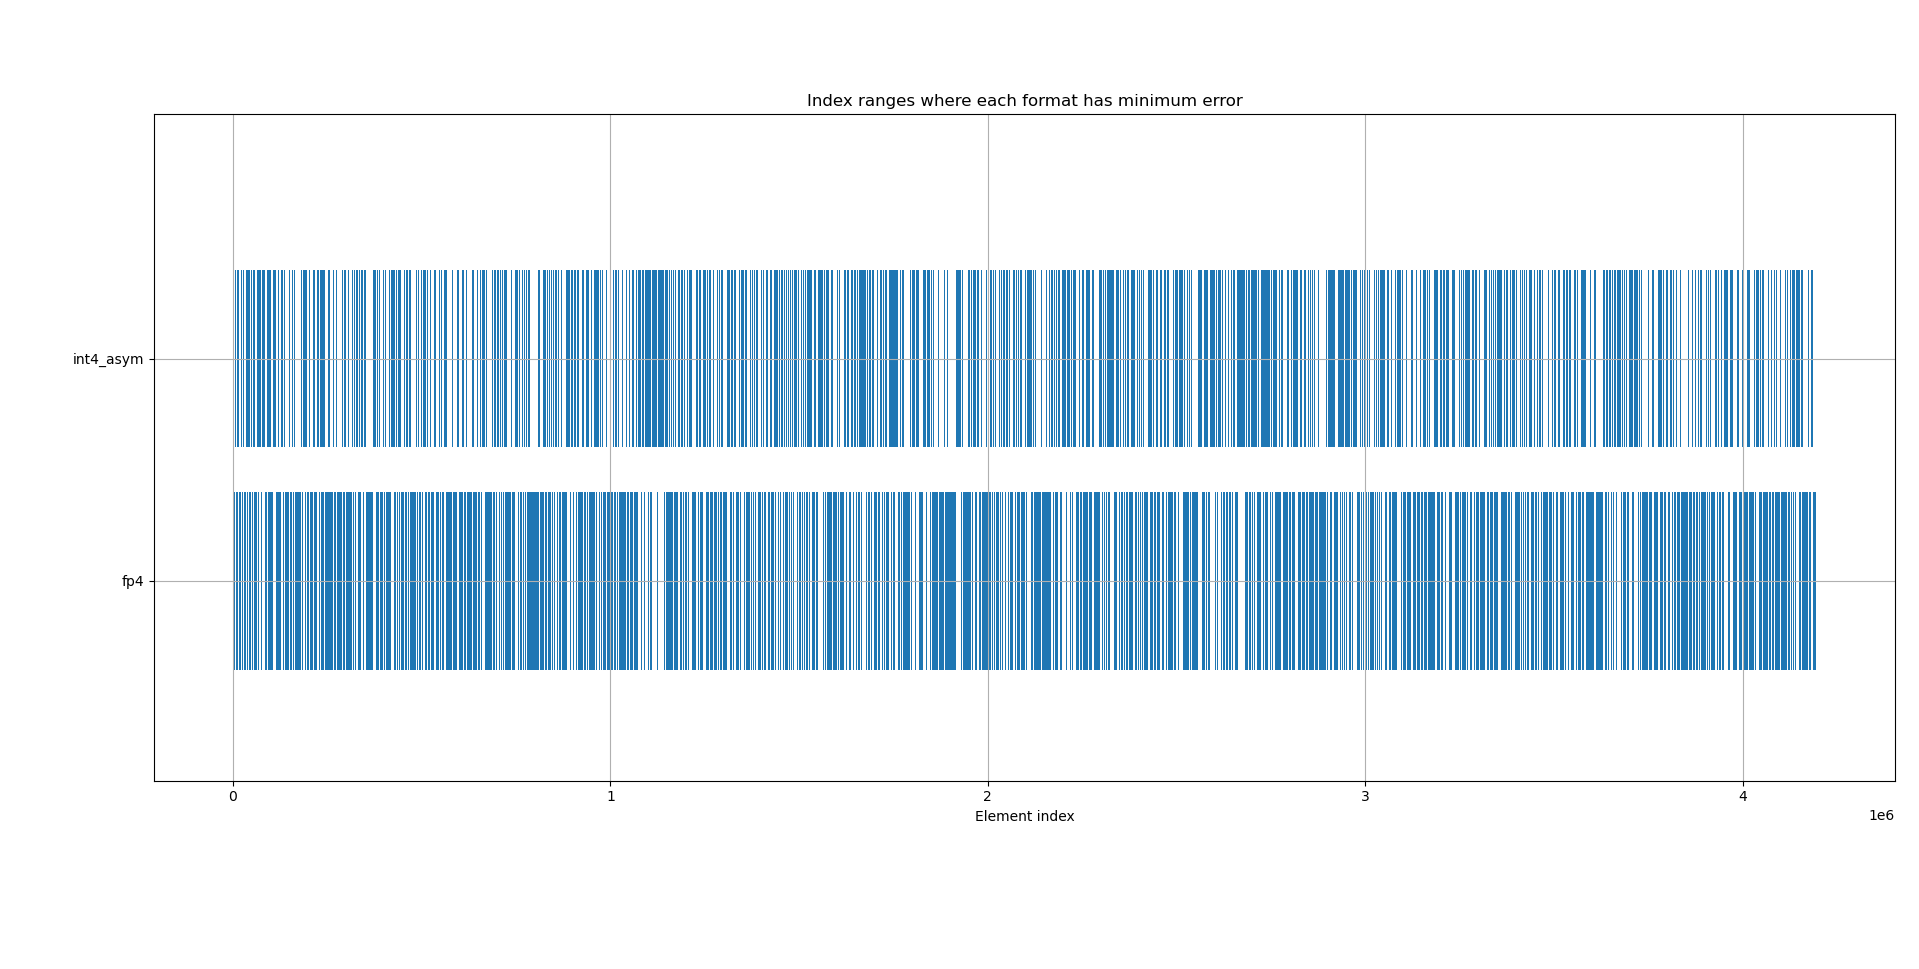 Index ranges where each format has minimum error
int4_asym
fp4
0 1 2 3 4
Element index
1e6